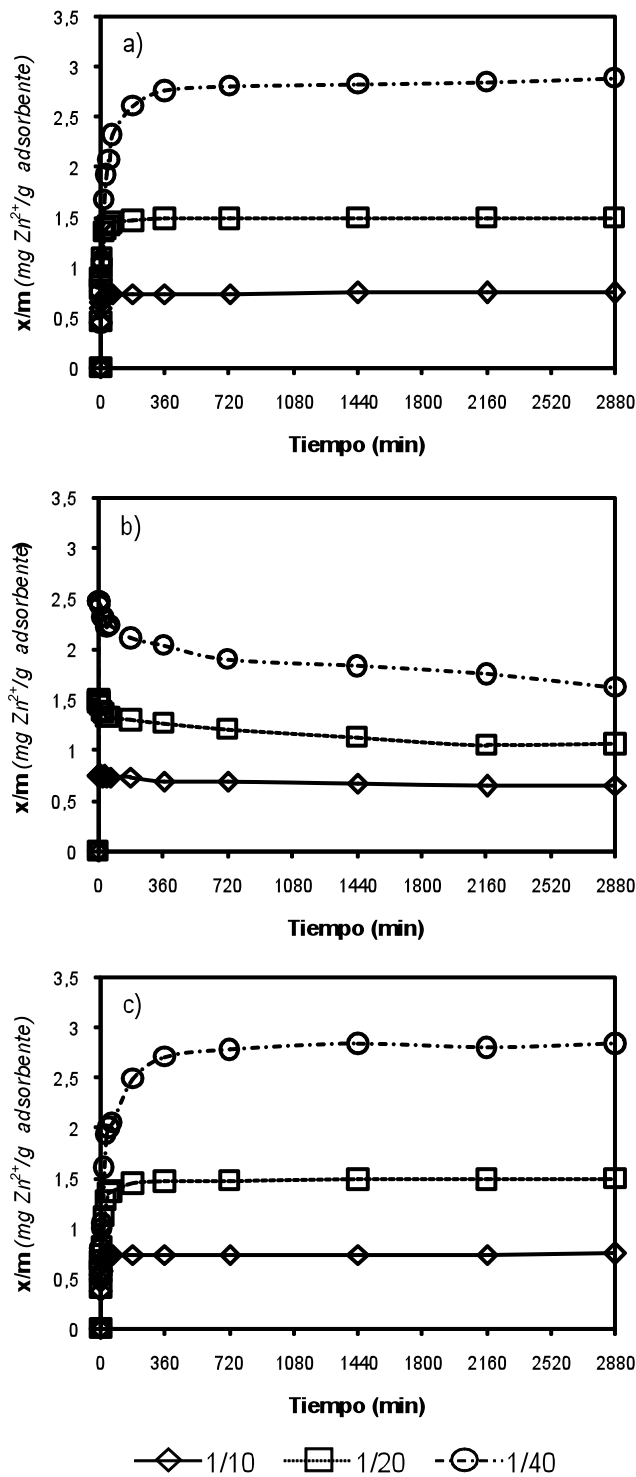 3,5
a)
3
2,5
2
1,5
1
0,5
0
x/m (mg Zn²⁺/g adsorbente)
0 360 720 1080 1440 1800 2160 2520 2880
Tiempo (min)
3,5
b)
3
2,5
2
1,5
1
0,5
0
x/m (mg Zn²⁺/g adsorbente)
0 360 720 1080 1440 1800 2160 2520 2880
Tiempo (min)
3,5
c)
3
2,5
2
1,5
1
0,5
0
x/m (mg Zn²⁺/g adsorbente)
0 360 720 1080 1440 1800 2160 2520 2880
Tiempo (min)
1/10 1/20 1/40